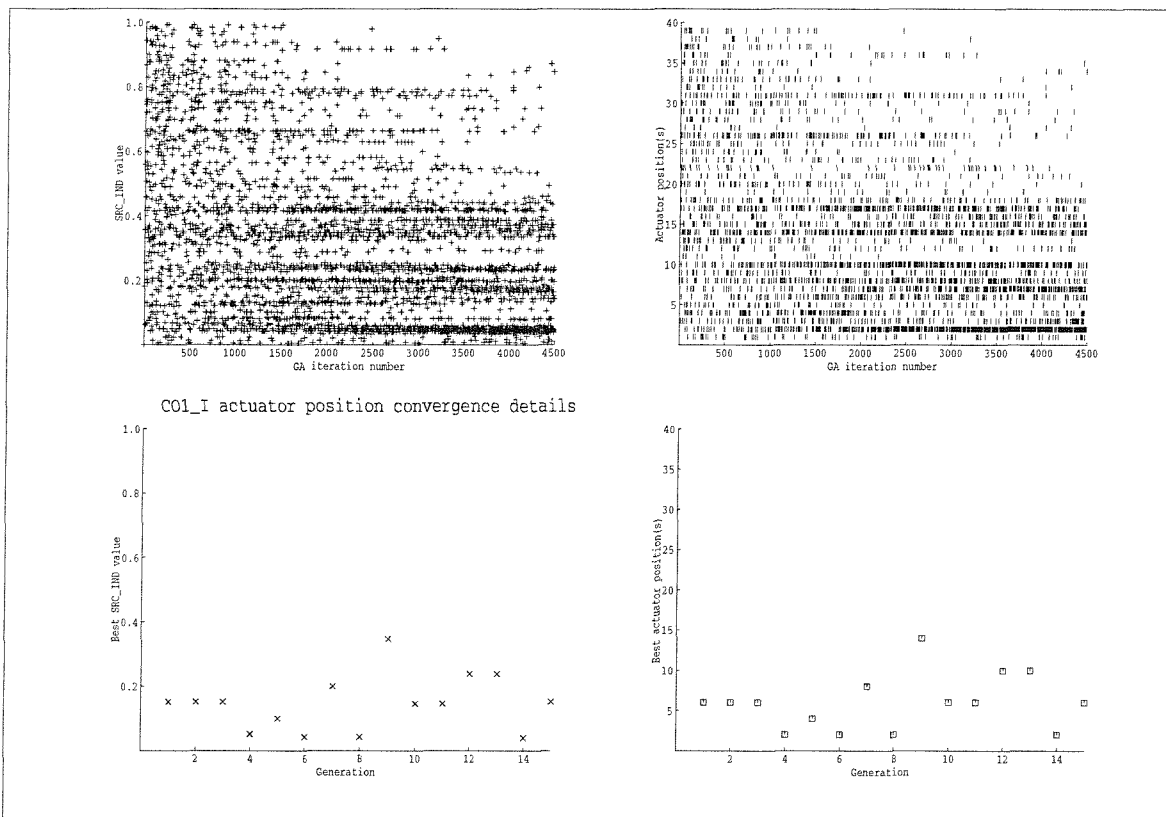 1.0
0.8
0.6
0.4
0.2
SRC_IND value
500 1000 1500 2000 2500 3000 3500 4000 4500
GA iteration number
40
35
30
25
20
15
10
5
Actuator position(s)
500 1000 1500 2000 2500 3000 3500 4000 4500
GA iteration number
CO1_I actuator position convergence details
1.0
0.8
0.6
0.4
0.2
Best SRC_IND value
2 4 6 8 10 12 14
Generation
40
35
30
25
20
15
10
5
Best actuator position(s)
2 4 6 8 10 12 14
Generation